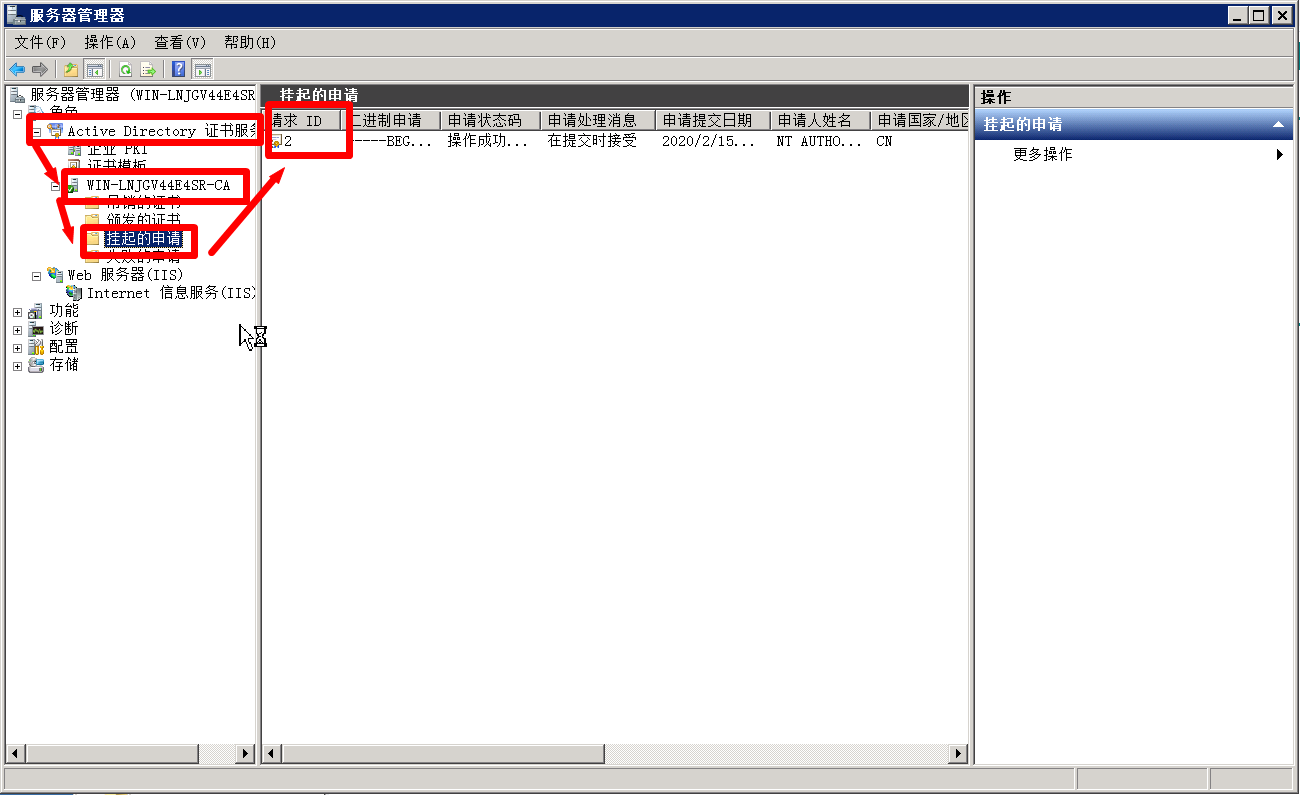 服务器管理器
文件(F) 操作(A) 查看(V) 帮助(H)
服务器管理器 (WIN-LNJGV44E4SR
角色
Active Directory 证书服务
企业 PKI
证书模板
WIN-LNJGV44E4SR-CA
吊销的证书
颁发的证书
挂起的申请
失败的申请
Web 服务器(IIS)
Internet 信息服务(IIS)
功能
诊断
配置
存储
挂起的申请
请求 ID 二进制申请 申请状态码 申请处理消息 申请提交日期 申请人姓名 申请国家/地区
2 -----BEG... 操作成功... 在提交时接受 2020/2/15... NT AUTHO... CN
操作
挂起的申请
更多操作